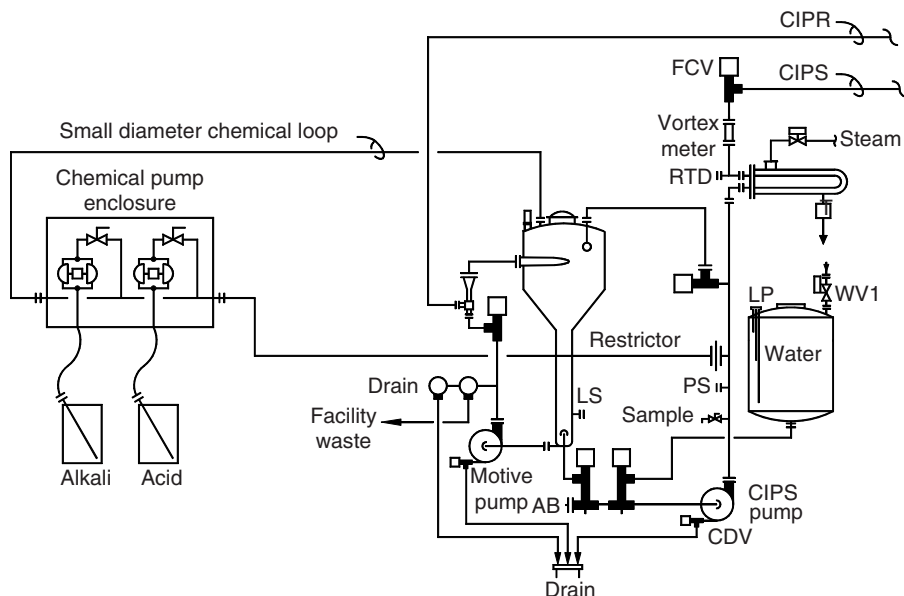 CIPR
FCV
CIPS
Small diameter chemical loop
Vortex
meter
Steam
RTD
Chemical pump
enclosure
LP
WV1
Restrictor
Water
Drain
PS
LS
Sample
Facility
waste
Alkali
Acid
Motive
pump
AB
CIPS
pump
CDV
Drain